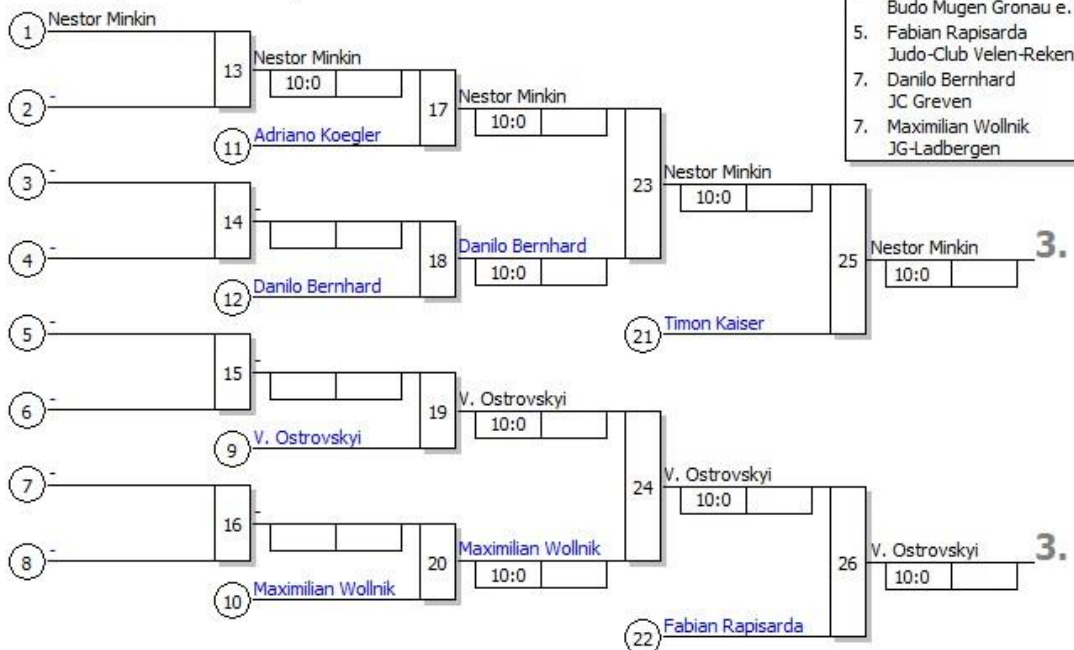 Budo Mugen Gronau e.
5. Fabian Rapisarda
Judo-Club Velen-Reken
7. Danilo Bernhard
JC Greven
7. Maximilian Wollnik
JG-Ladbergen
1 Nestor Minkin
2 -
13 Nestor Minkin
10:0
11 Adriano Koegler
17 Nestor Minkin
10:0
3 -
4 -
14 -
12 Danilo Bernhard
18 Danilo Bernhard
10:0
23 Nestor Minkin
10:0
21 Timon Kaiser
25 Nestor Minkin 3.
10:0
5 -
6 -
15 -
9 V. Ostrovskyi
19 V. Ostrovskyi
10:0
7 -
8 -
16 -
10 Maximilian Wollnik
20 Maximilian Wollnik
10:0
24 V. Ostrovskyi
10:0
22 Fabian Rapisarda
26 V. Ostrovskyi 3.
10:0